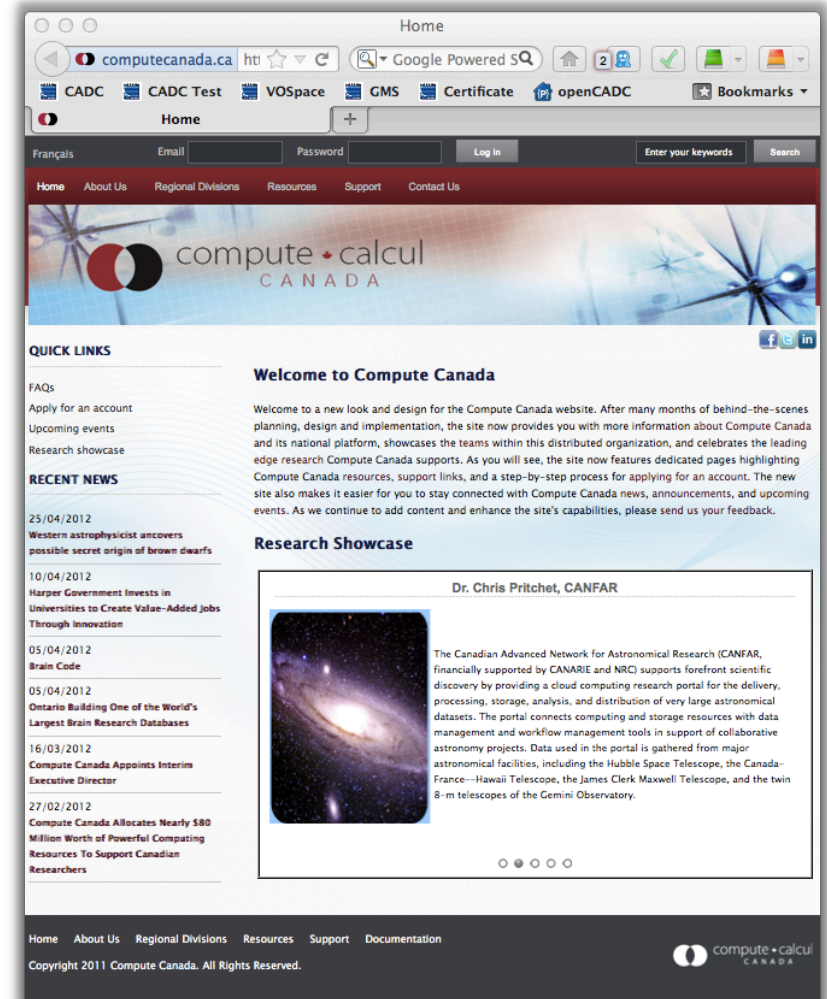 Home
computecanada.ca htt Google Powered S
2
CADC CADC Test VOSpace GMS Certificate openCADC Bookmarks
Home
Français Email Password Log in Enter your keywords Search
Home About Us Regional Divisions Resources Support Contact Us
compute calcul
CANADA
QUICK LINKS
FAQs
Apply for an account
Upcoming events
Research showcase
RECENT NEWS
25/04/2012
Western astrophysicist uncovers
possible secret origin of brown dwarfs
10/04/2012
Harper Government Invests in
Universities to Create Value-Added Jobs
Through Innovation
05/04/2012
Brain Code
05/04/2012
Ontario Building One of the World's
Largest Brain Research Databases
16/03/2012
Compute Canada Appoints Interim
Executive Director
27/02/2012
Compute Canada Allocates Nearly $80
Million Worth of Powerful Computing
Resources To Support Canadian
Researchers
f t in
Welcome to Compute Canada
Welcome to a new look and design for the Compute Canada website. After many months of behind-the-scenes
planning, design and implementation, the site now provides you with more information about Compute Canada
and its national platform, showcases the teams within this distributed organization, and celebrates the leading
edge research Compute Canada supports. As you will see, the site now features dedicated pages highlighting
Compute Canada resources, support links, and a step-by-step process for applying for an account. The new
site also makes it easier for you to stay connected with Compute Canada news, announcements, and upcoming
events. As we continue to add content and enhance the site's capabilities, please send us your feedback.
Research Showcase
Dr. Chris Pritchet, CANFAR
The Canadian Advanced Network for Astronomical Research (CANFAR,
financially supported by CANARIE and NRC) supports forefront scientific
discovery by providing a cloud computing research portal for the delivery,
processing, storage, analysis, and distribution of very large astronomical
datasets. The portal connects computing and storage resources with data
management and workflow management tools in support of collaborative
astronomy projects. Data used in the portal is gathered from major
astronomical facilities, including the Hubble Space Telescope, the Canada-
France--Hawaii Telescope, the James Clerk Maxwell Telescope, and the twin
8-m telescopes of the Gemini Observatory.
Home About Us Regional Divisions Resources Support Documentation
Copyright 2011 Compute Canada. All Rights Reserved.
compute calcul
CANADA